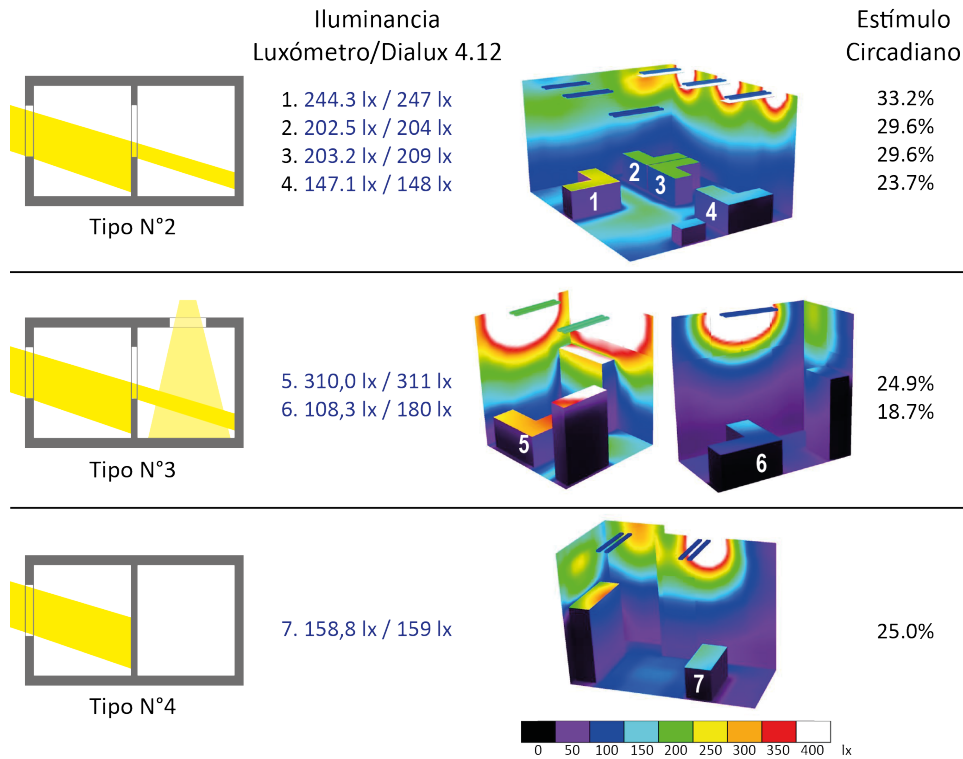 Iluminancia
Luxómetro/Dialux 4.12
Estímulo
Circadiano
1. 244.3 lx / 247 lx
2. 202.5 lx / 204 lx
3. 203.2 lx / 209 lx
4. 147.1 lx / 148 lx
1
2
3
4
33.2%
29.6%
29.6%
23.7%
Tipo N°2
5. 310,0 lx / 311 lx
6. 108,3 lx / 180 lx
5
6
24.9%
18.7%
Tipo N°3
7. 158,8 lx / 159 lx
7
25.0%
Tipo N°4
0 50 100 150 200 250 300 350 400 lx